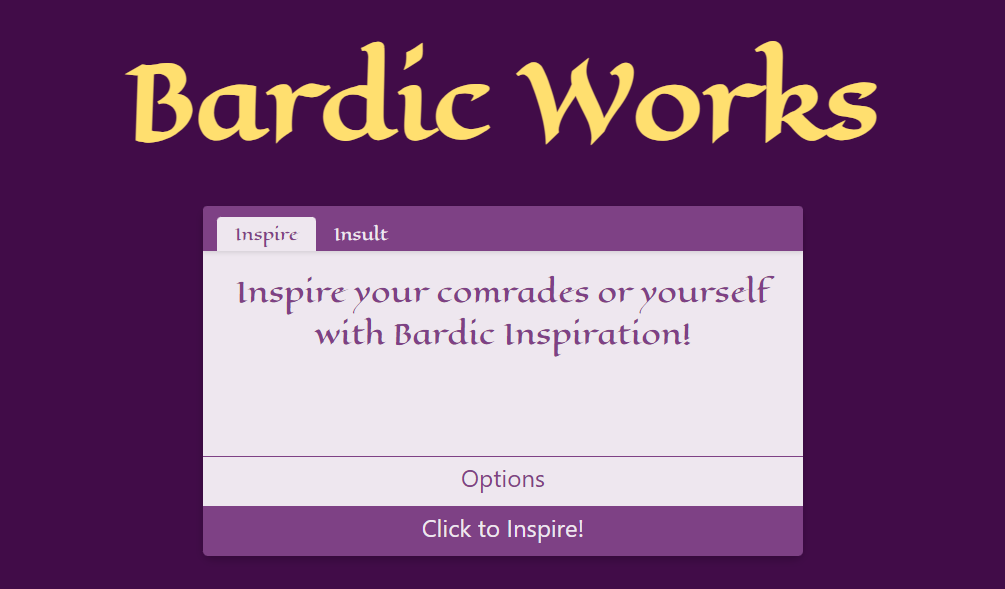 Bardic Works
Inspire Insult
Inspire your comrades or yourself
with Bardic Inspiration!
Options
Click to Inspire!